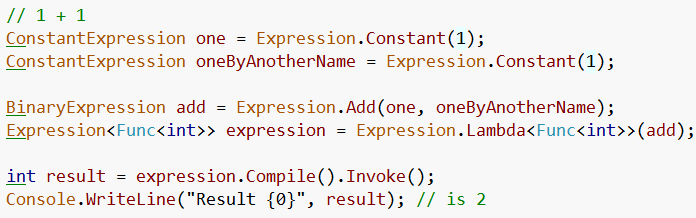 // 1 + 1
ConstantExpression one = Expression.Constant(1);
ConstantExpression oneByAnotherName = Expression.Constant(1);
BinaryExpression add = Expression.Add(one, oneByAnotherName);
Expression<Func<int>> expression = Expression.Lambda<Func<int>>(add);
int result = expression.Compile().Invoke();
Console.WriteLine("Result {0}", result); // is 2